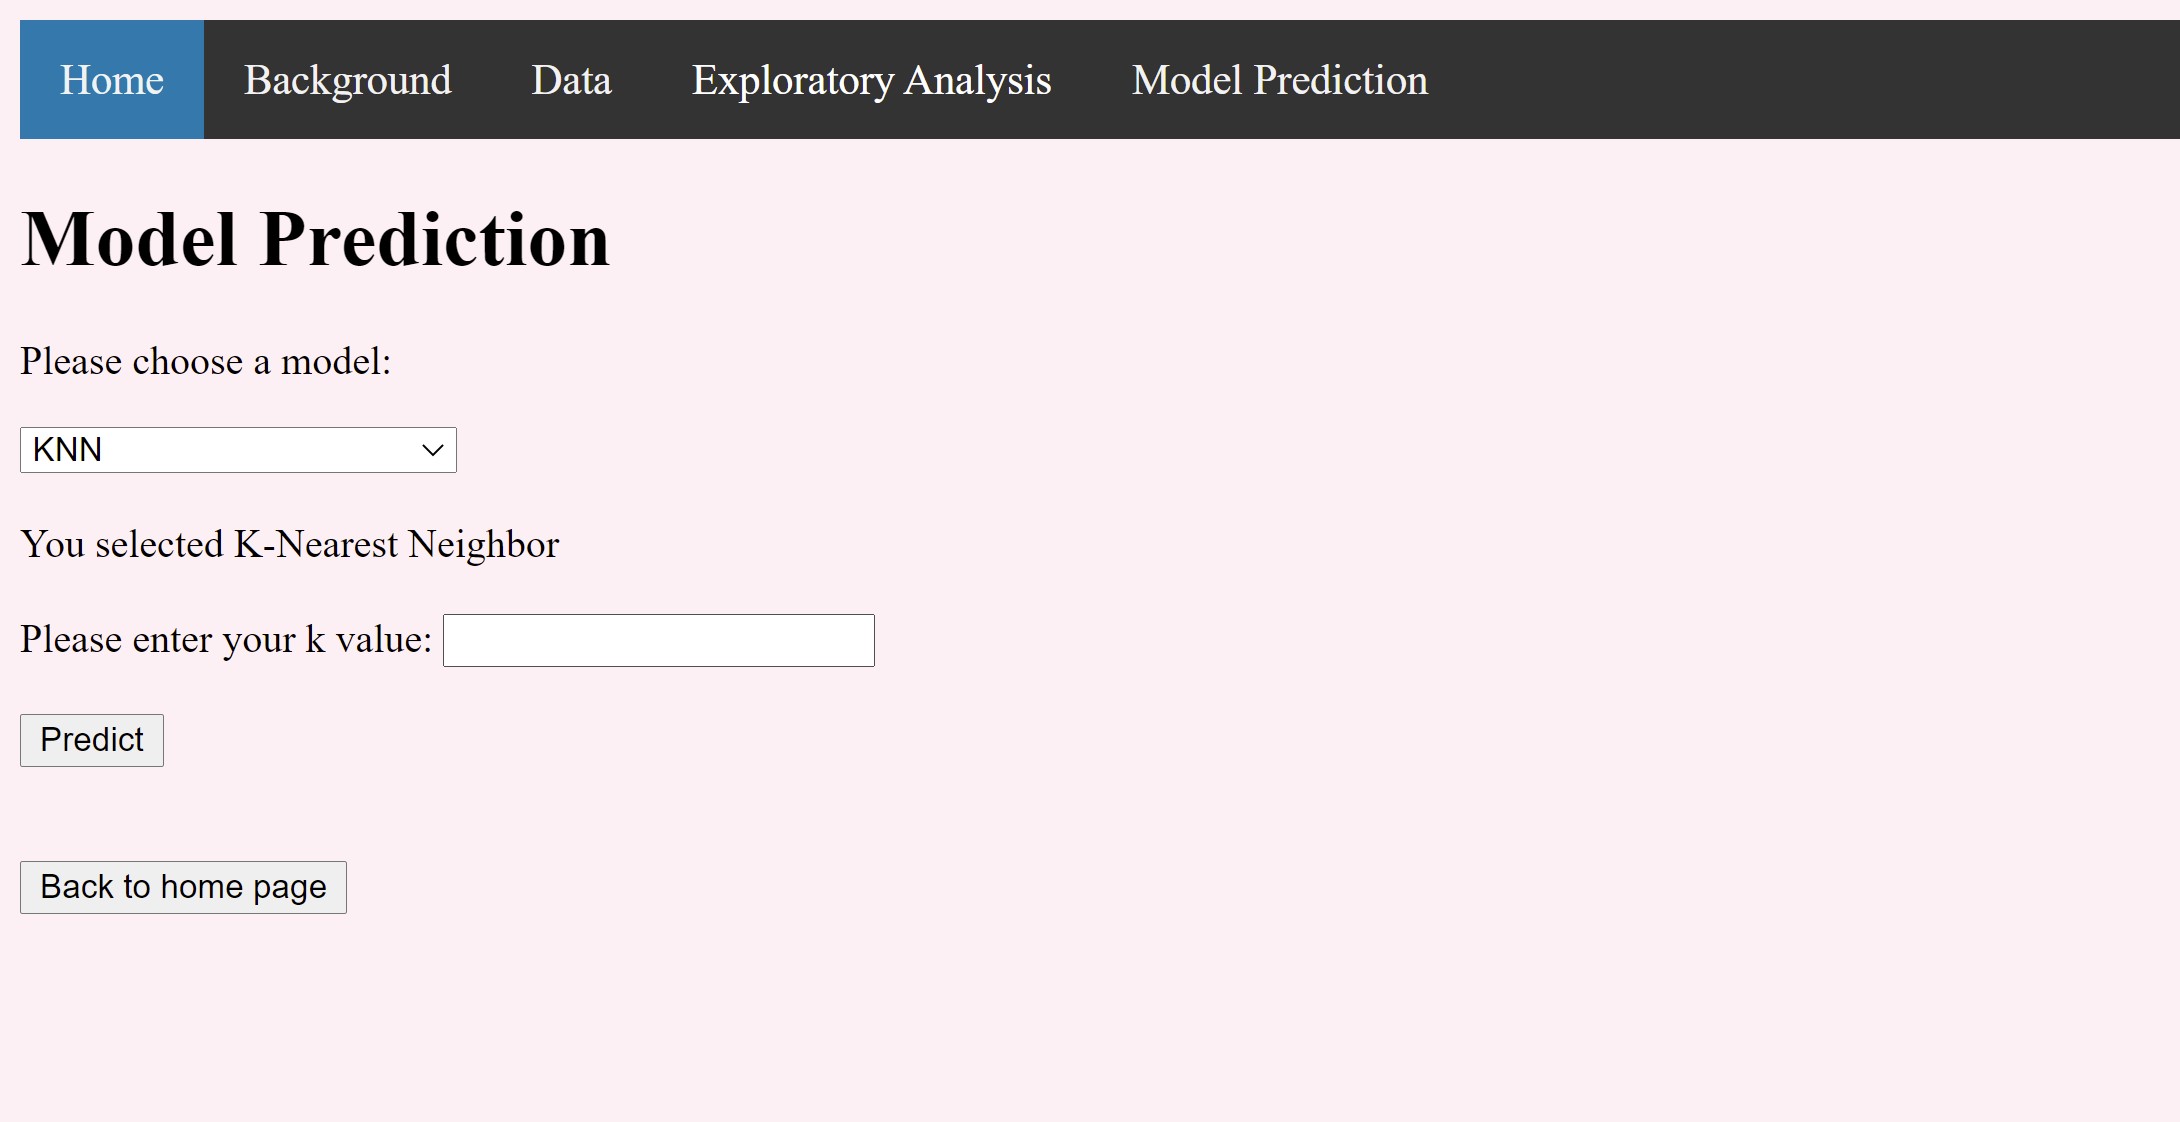 Home Background Data Exploratory Analysis Model Prediction
Model Prediction
Please choose a model:
KNN
You selected K-Nearest Neighbor
Please enter your k value:
Predict
Back to home page